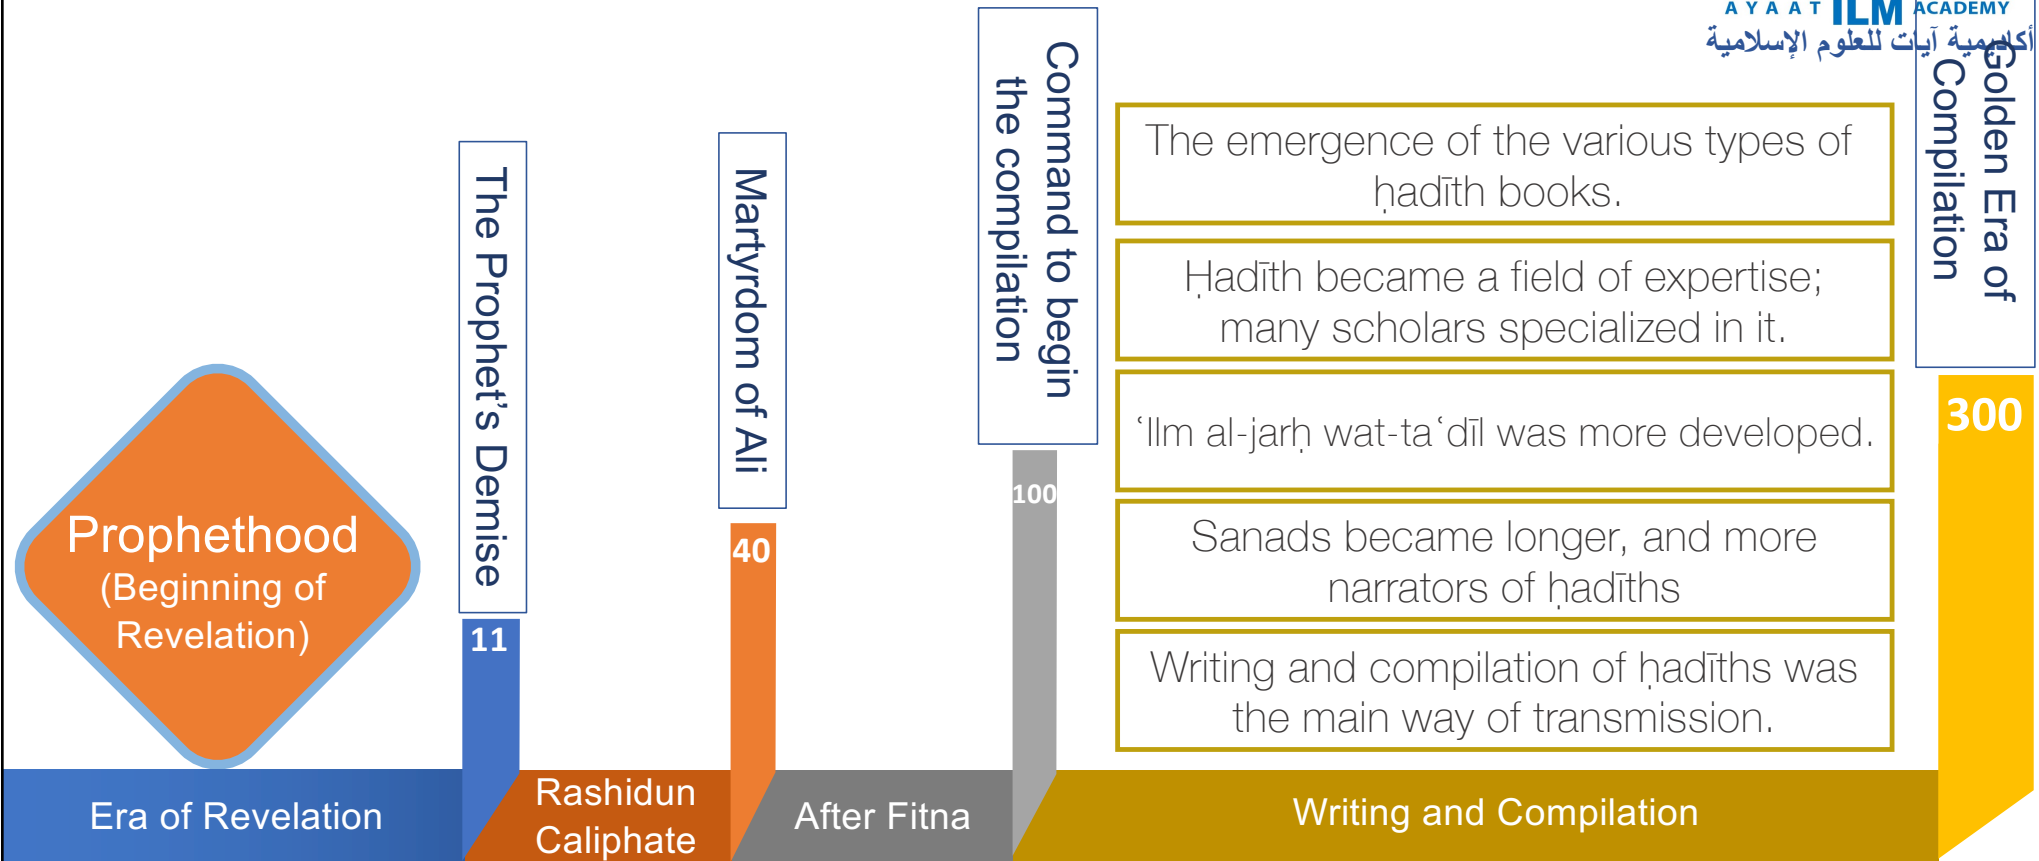 AYAAT ILM ACADEMY
أكاديمية آيات للعلوم الإسلامية
Prophethood
(Beginning of
Revelation)
The Prophet's Demise
11
Martyrdom of Ali
40
Command to begin
the compilation
100
The emergence of the various types of
ḥadīth books.
Ḥadīth became a field of expertise;
many scholars specialized in it.
ʿIlm al-jarḥ wat-taʿdīl was more developed.
Sanads became longer, and more
narrators of ḥadīths
Writing and compilation of ḥadīths was
the main way of transmission.
Golden Era of
Compilation
300
Era of Revelation
Rashidun
Caliphate
After Fitna
Writing and Compilation